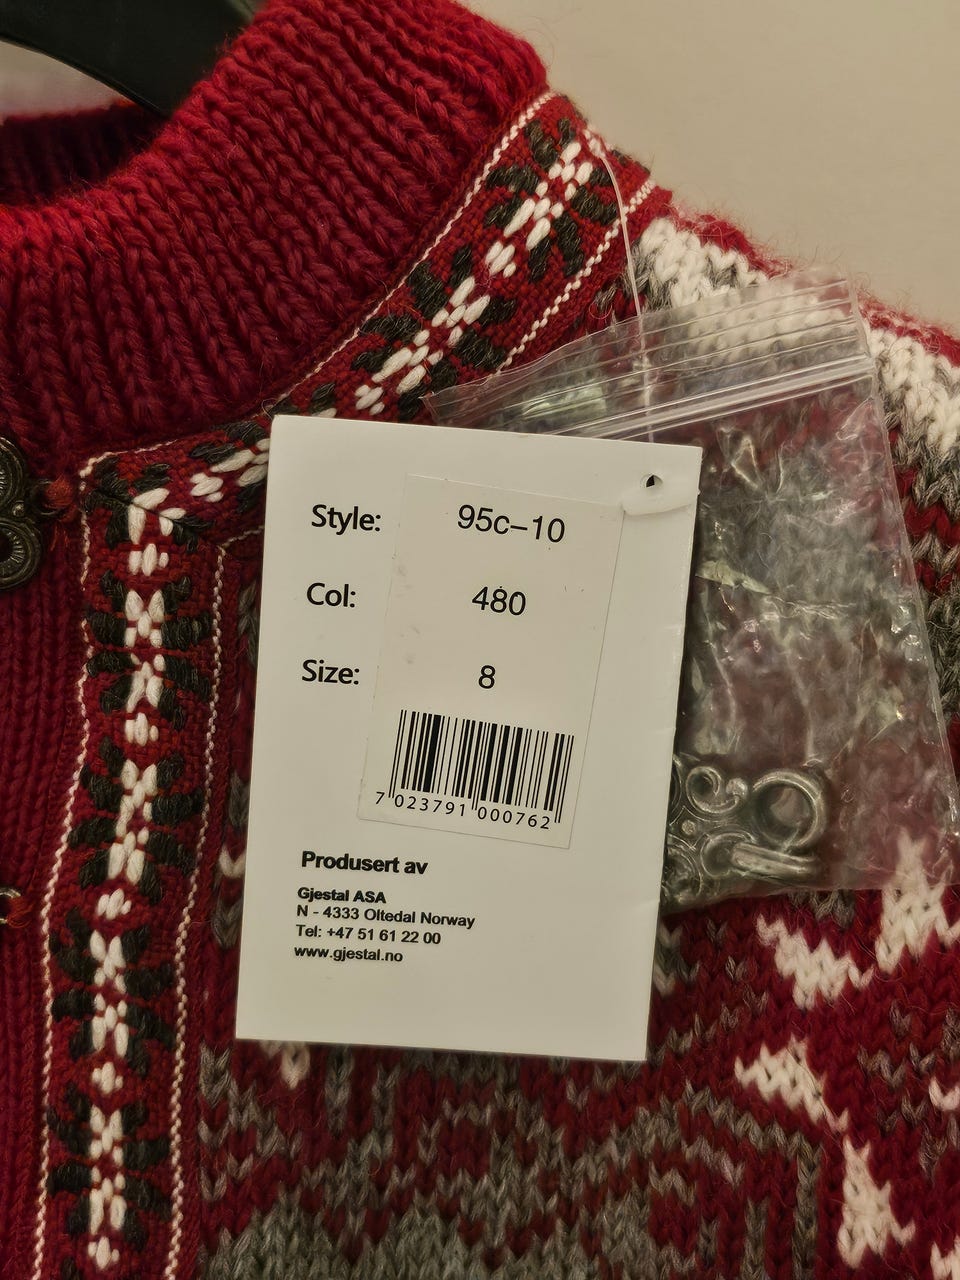 Style: 95c-10
Col: 480
Size: 8
7 023791 000762
Produsert av
Gjestal ASA
N - 4333 Oltedal Norway
Tel: +47 51 61 22 00
www.gjestal.no